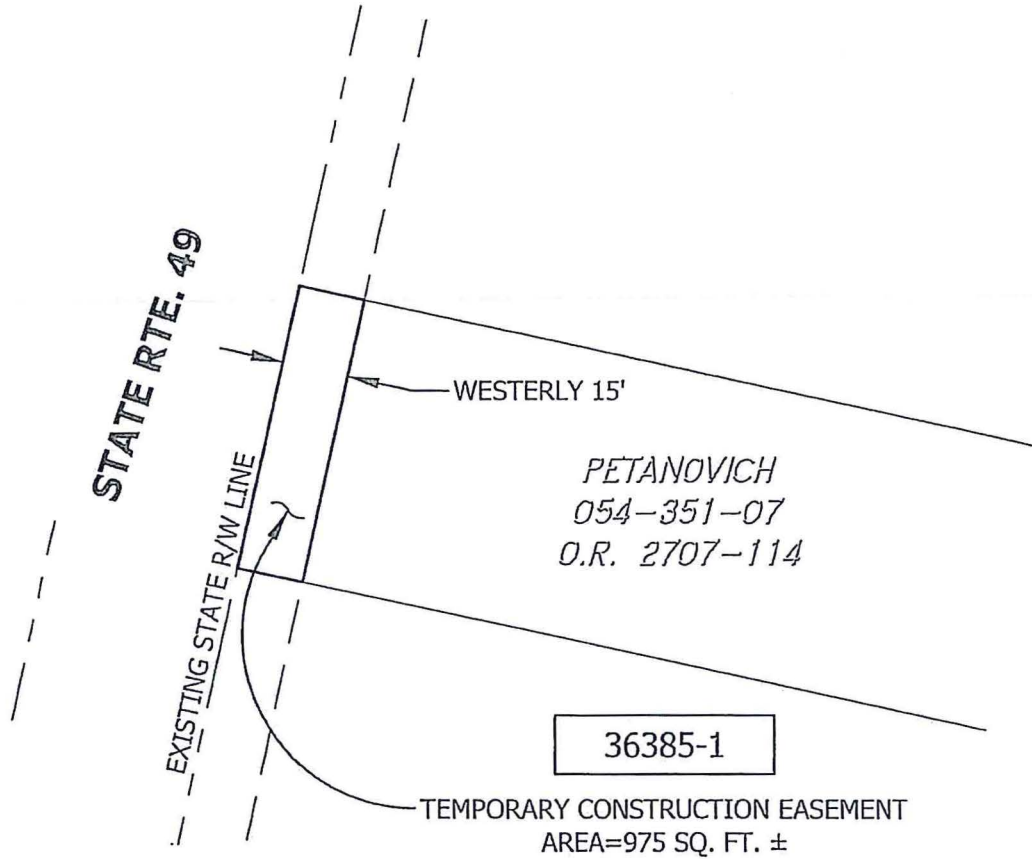 STATE RTE. 49
EXISTING STATE R/W LINE
WESTERLY 15'
PETANOVICH
054-351-07
O.R. 2707-114
36385-1
TEMPORARY CONSTRUCTION EASEMENT
AREA=975 SQ. FT. ±